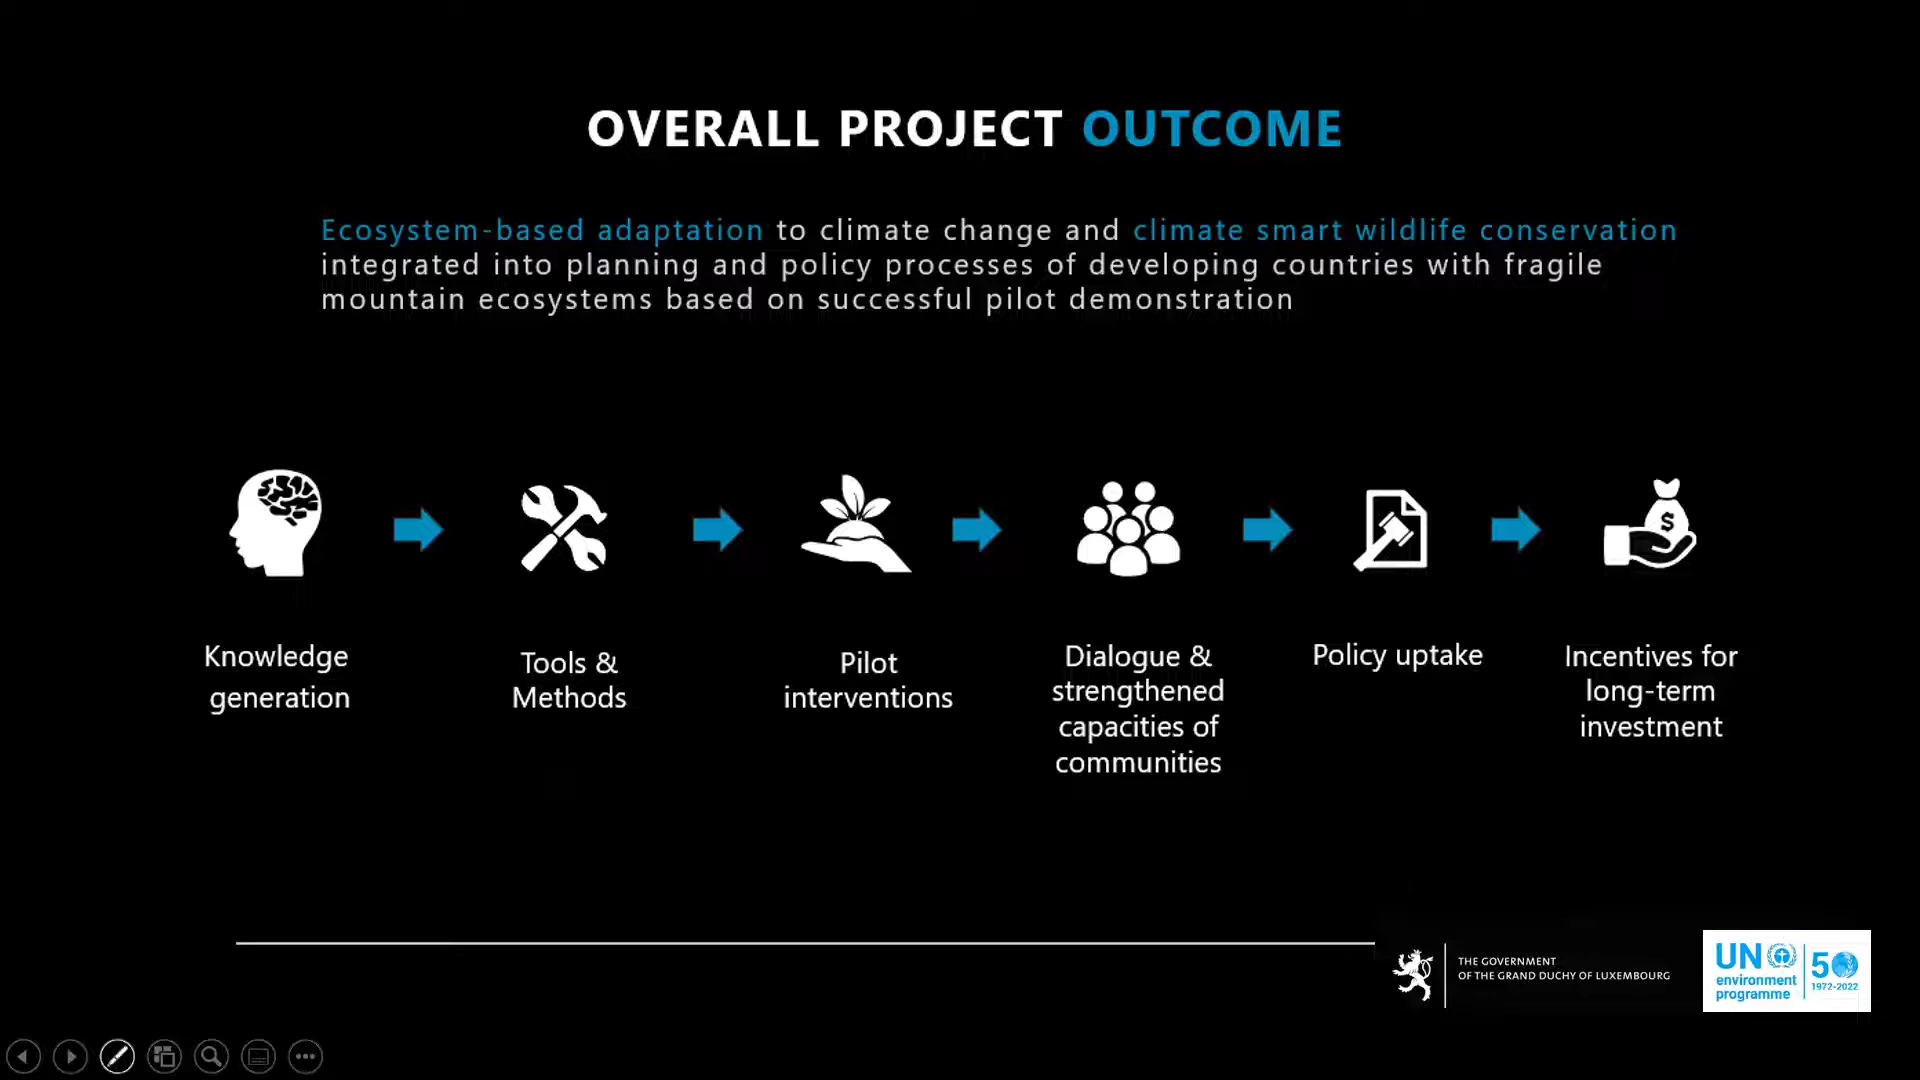 OVERALL PROJECT OUTCOME
Ecosystem-based adaptation to climate change and climate smart wildlife conservation
integrated into planning and policy processes of developing countries with fragile
mountain ecosystems based on successful pilot demonstration
$
Knowledge
generation
Tools &
Methods
Pilot
interventions
Dialogue &
strengthened
capacities of
communities
Policy uptake
Incentives for
long-term
investment
THE GOVERNMENT
OF THE GRAND DUCHY OF LUXEMBOURG
UN
environment
programme
50
1972-2022